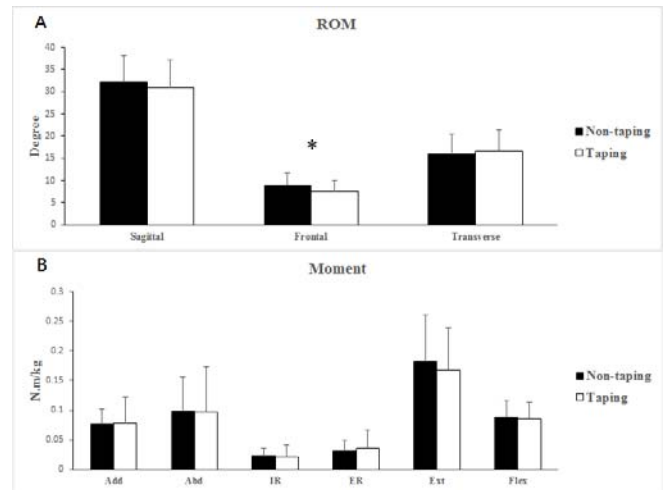 A
ROM
40
35
30
25
20
15
10
5
0
Degree
*
Non-taping
Taping
Sagittal Frontal Transverse
B
Moment
0.3
0.25
0.2
0.15
0.1
0.05
0
N.m/kg
Non-taping
Taping
Add Abd IR ER Ext Flex